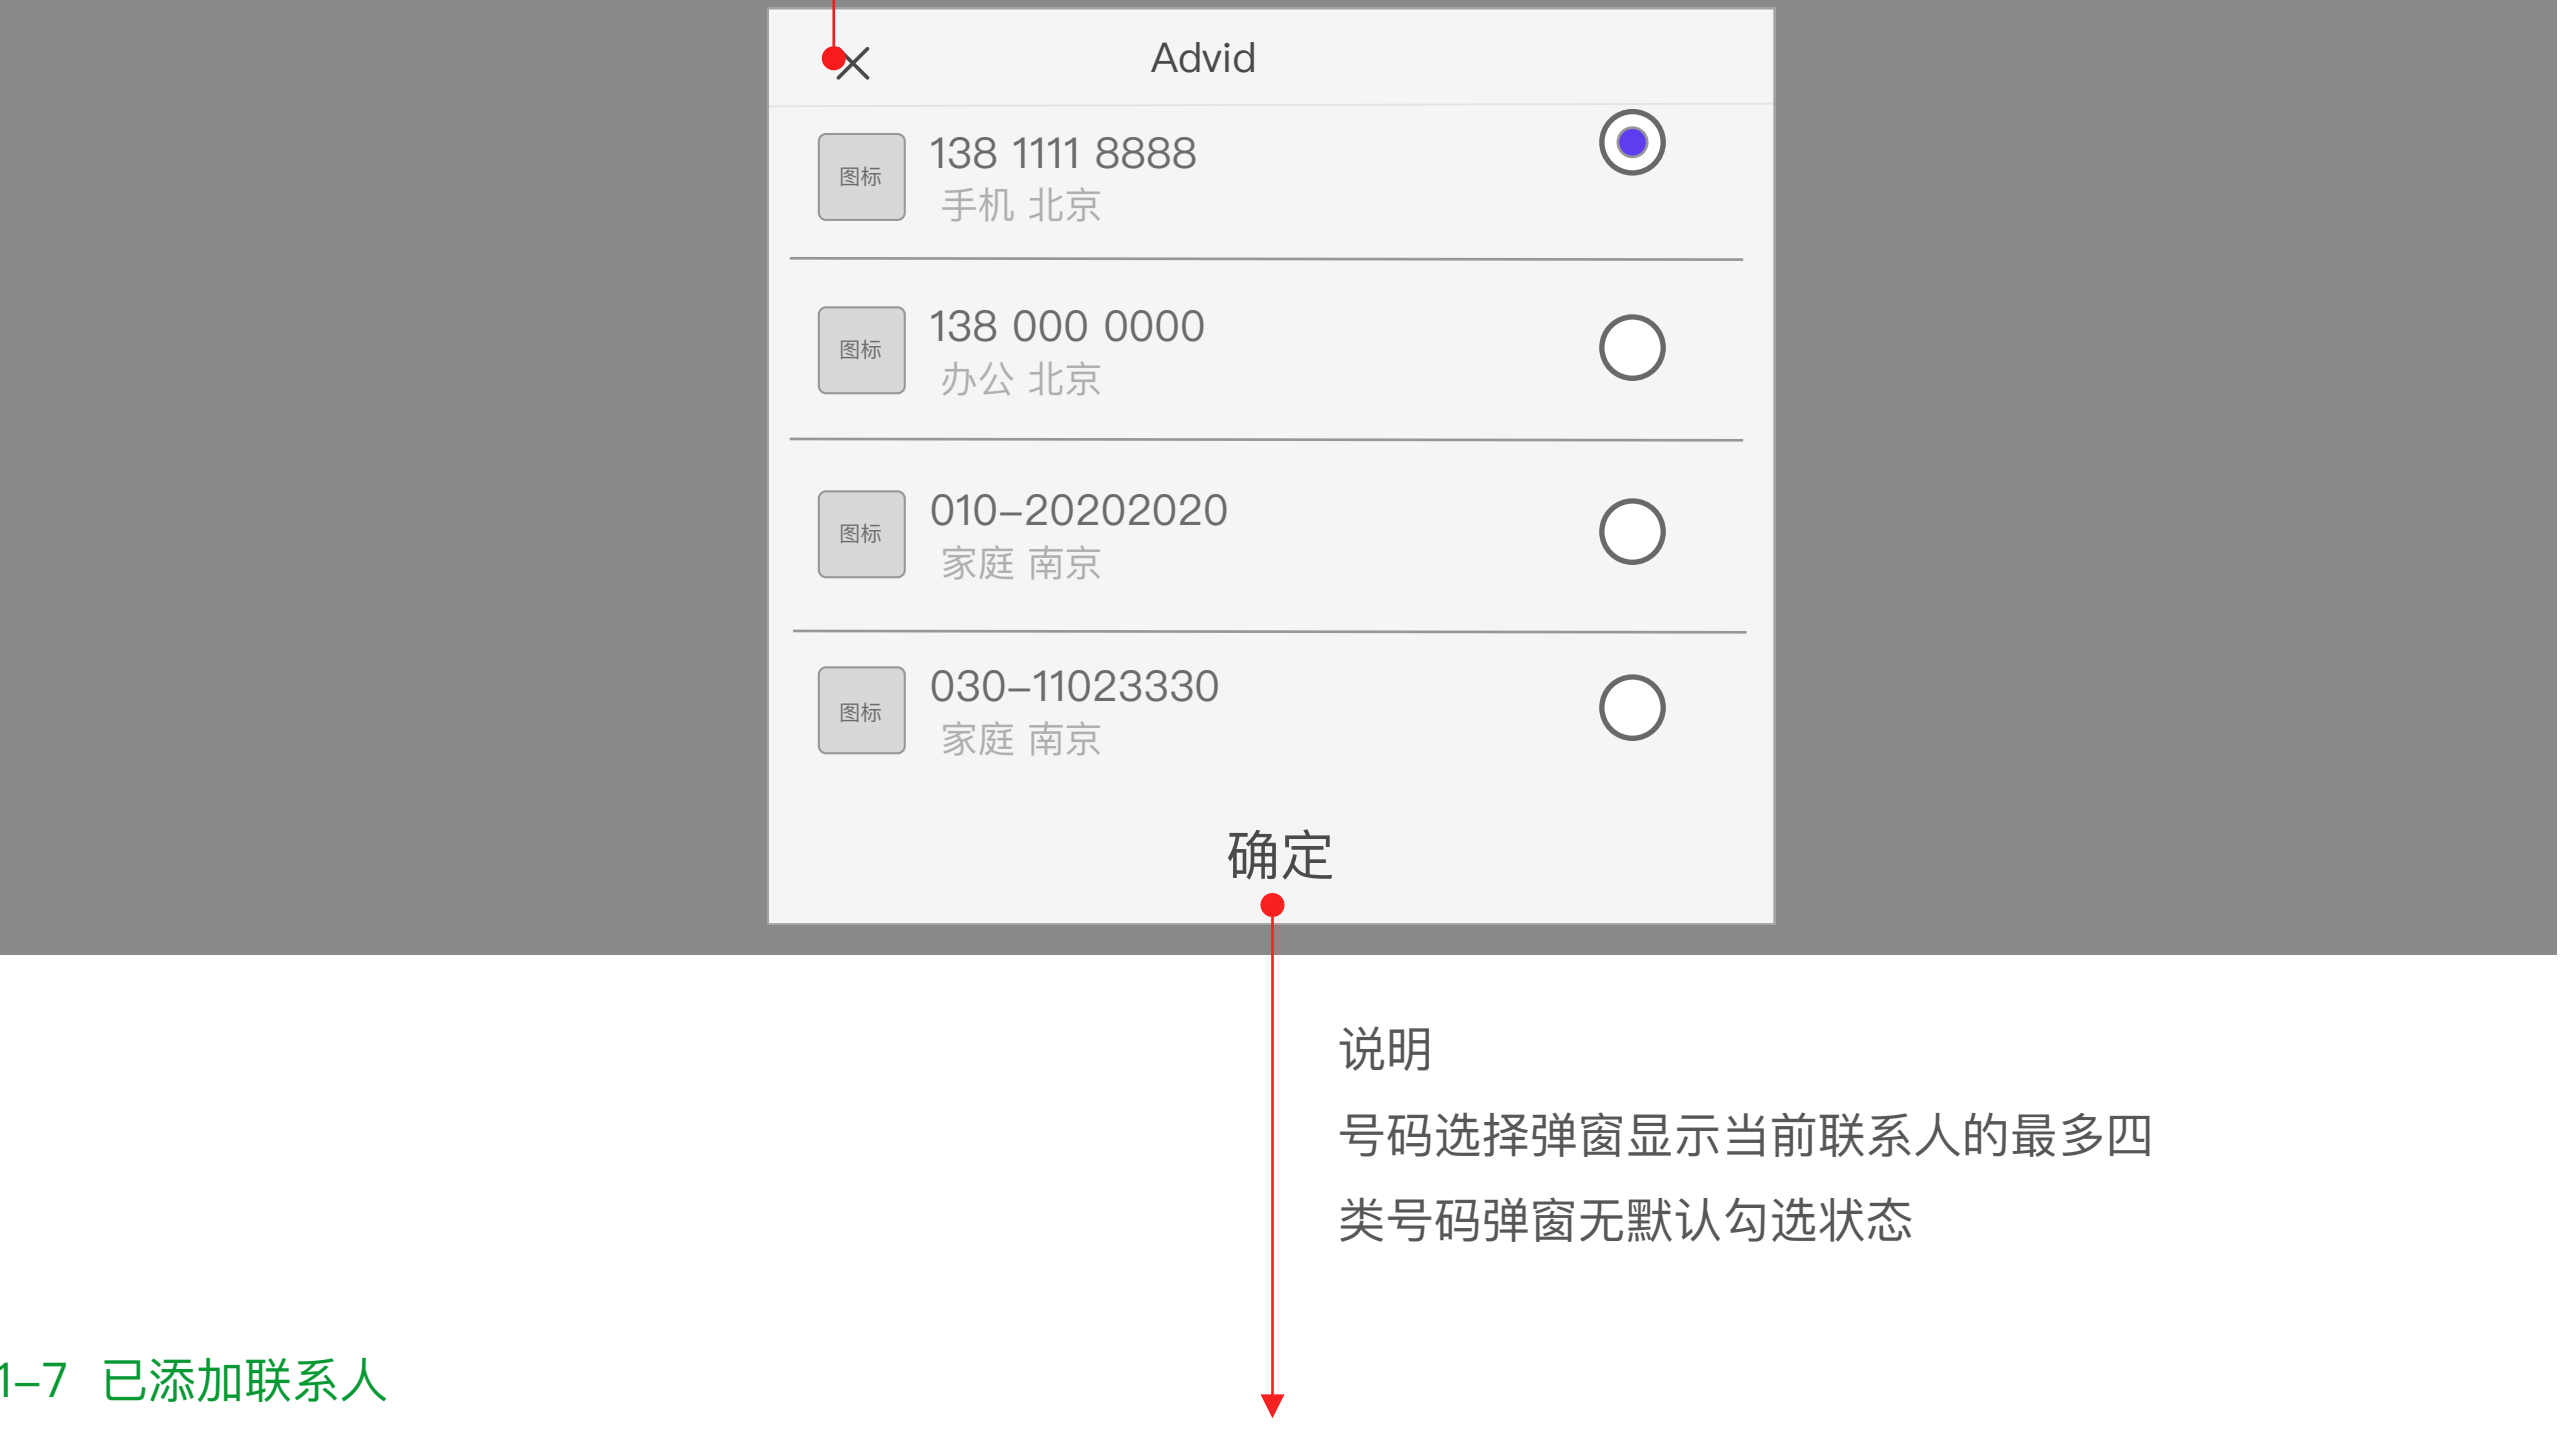 Advid
图标
138 1111 8888
手机 北京
图标
138 000 0000
办公 北京
图标
010-20202020
家庭 南京
图标
030-11023330
家庭 南京
确定
说明
号码选择弹窗显示当前联系人的最多四
类号码弹窗无默认勾选状态
1-7 已添加联系人